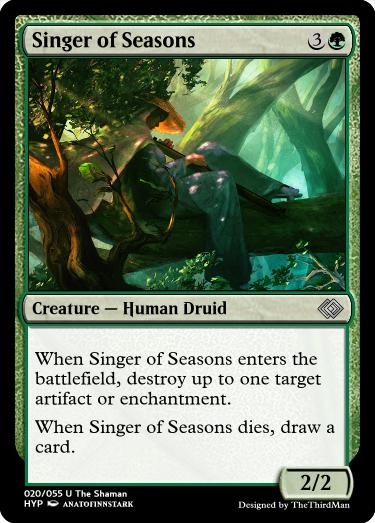 Singer of Seasons 3
Creature — Human Druid
When Singer of Seasons enters the
battlefield, destroy up to one target
artifact or enchantment.
When Singer of Seasons dies, draw a
card.
2/2
020/055 U The Shaman
HYP ANATOFINNSTARK
Designed by TheThirdMan